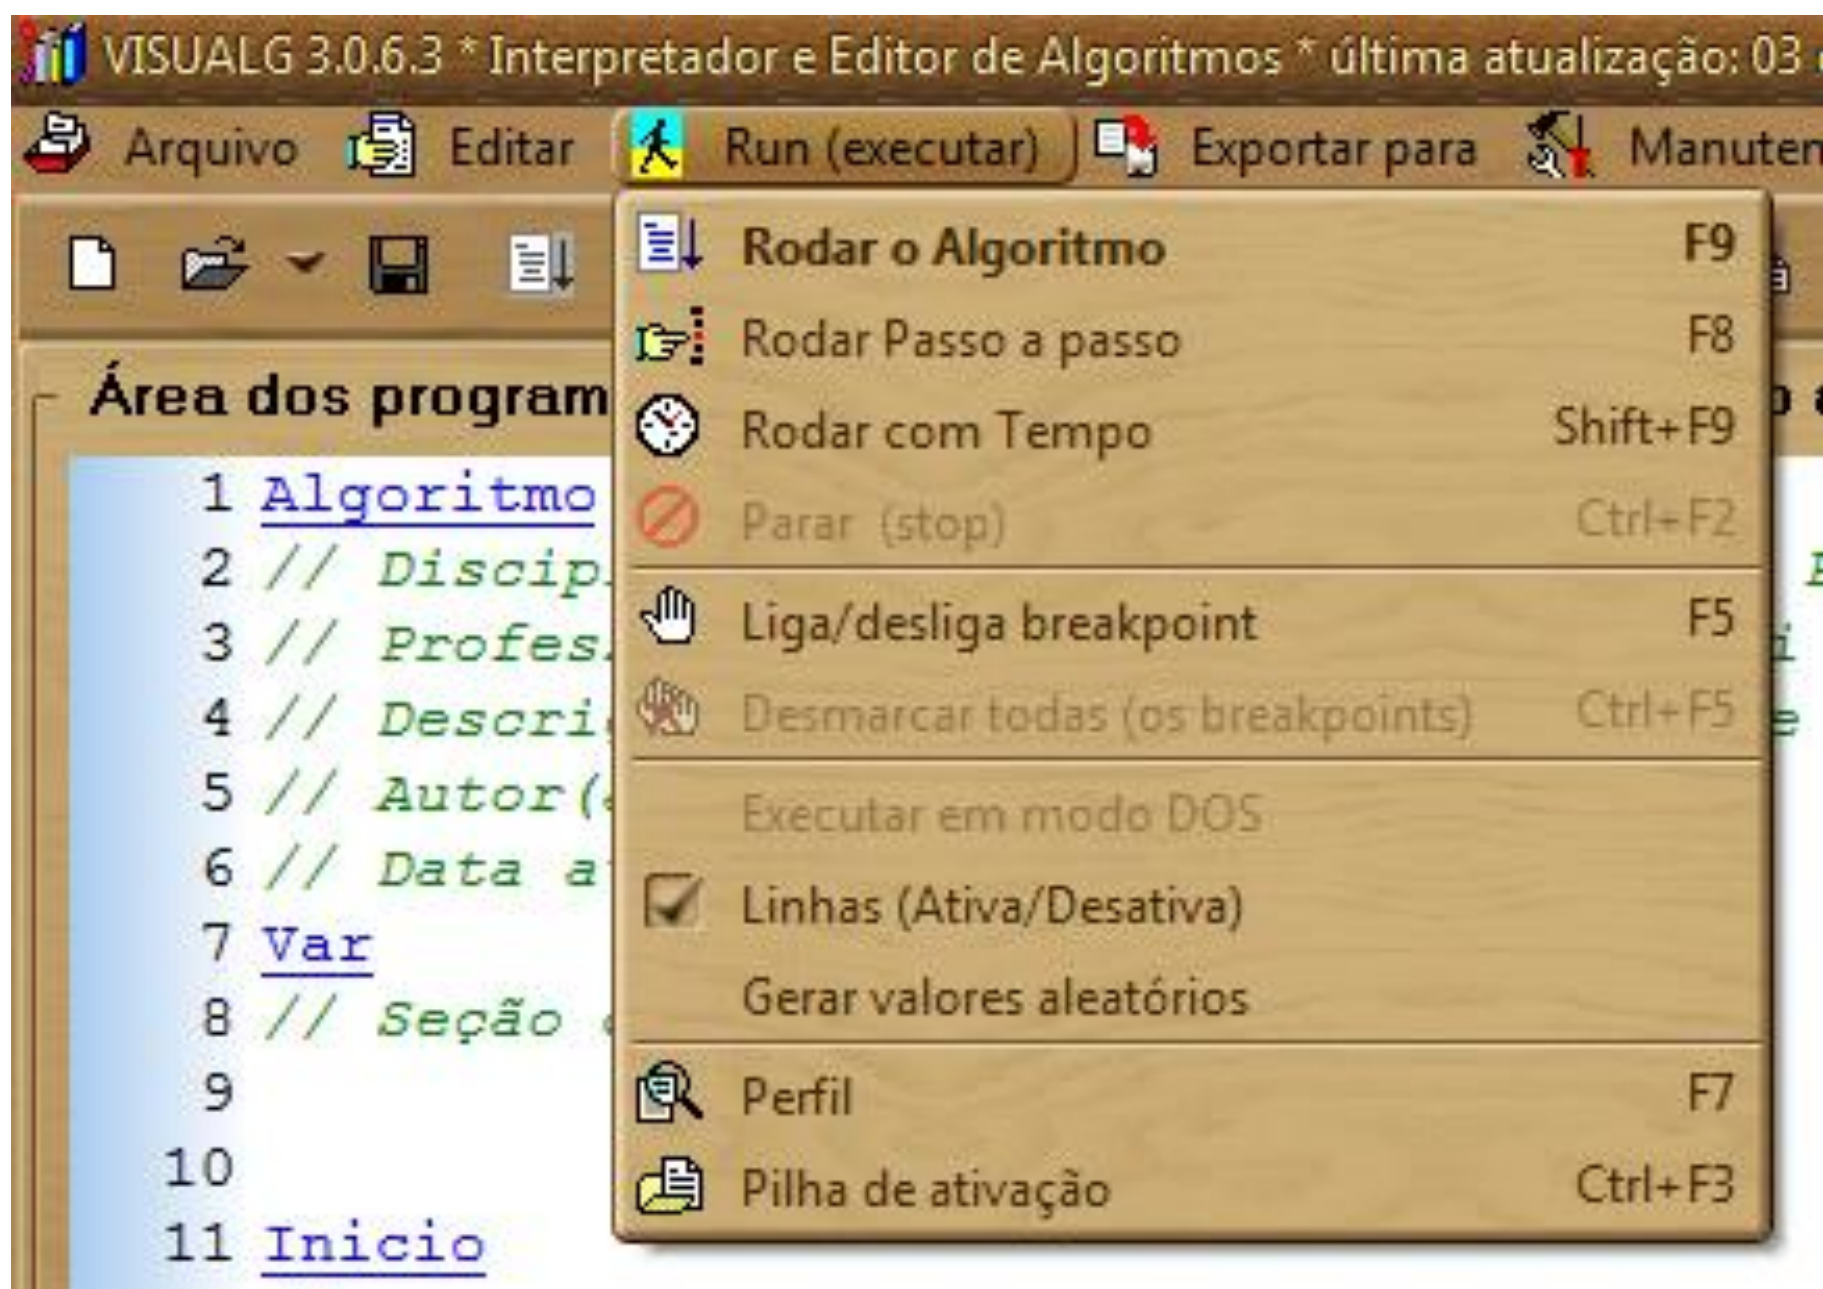 VISUALG 3.0.6.3 * Interpretador e Editor de Algoritmos * última atualização: 03
Arquivo Editar Run (executar) Exportar para Manuten
Rodar o Algoritmo F9
Rodar Passo a passo F8
Rodar com Tempo Shift+F9
Parar (stop) Ctrl+F2
Liga/desliga breakpoint F5
Desmarcar todas (os breakpoints) Ctrl+F5
Executar em modo DOS
Linhas (Ativa/Desativa)
Gerar valores aleatórios
Perfil F7
Pilha de ativação Ctrl+F3
Área dos program
1 Algoritmo
2 // Discip
3 // Profes
4 // Descri
5 // Autor(
6 // Data a
7 Var
8 // Seção
9
10
11 Inicio